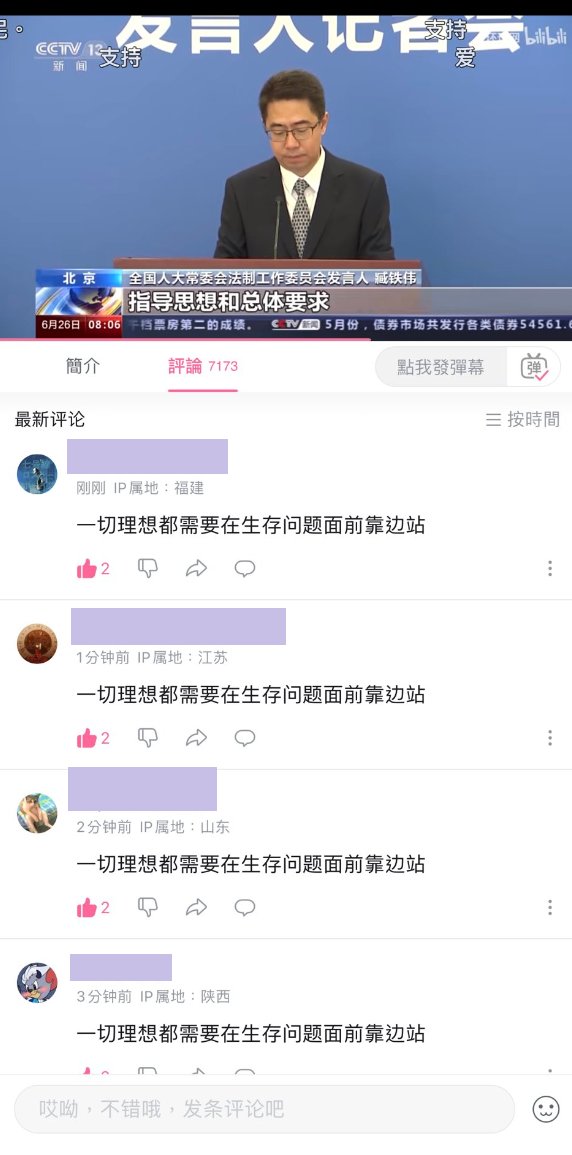 发言人记者会
CCTV 13
新 闻
支持
支持
bilibili
爱
北 京
全国人大常委会法制工作委员会发言人 臧铁伟
指导思想和总体要求
6月26日 08:06
档票房第二的成绩。 CCTV新闻 5月份,债券市场共发行各类债券54561.6
簡介
評論 7173
點我發彈幕
弹
最新评论
按時間
刚刚 IP属地:福建
一切理想都需要在生存问题面前靠边站
2
1分钟前 IP属地:江苏
一切理想都需要在生存问题面前靠边站
2
2分钟前 IP属地:山东
一切理想都需要在生存问题面前靠边站
2
3分钟前 IP属地:陕西
一切理想都需要在生存问题面前靠边站
哎呦,不错哦,发条评论吧